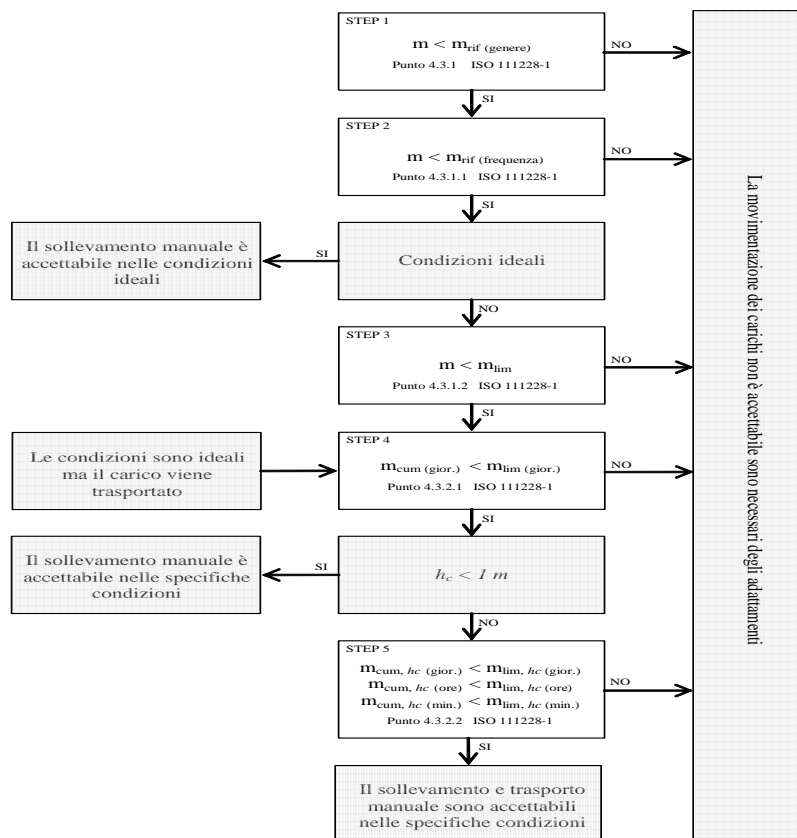 STEP 1
m < mrif (genere)
Punto 4.3.1 ISO 111228-1
NO
SI
STEP 2
m < mrif (frequenza)
Punto 4.3.1.1 ISO 111228-1
NO
SI
Il sollevamento manuale è
accettabile nelle condizioni
ideali
SI
Condizioni ideali
NO
STEP 3
m < mlim
Punto 4.3.1.2 ISO 111228-1
NO
SI
Le condizioni sono ideali
ma il carico viene
trasportato
STEP 4
mcum (gior.) < mlim (gior.)
Punto 4.3.2.1 ISO 111228-1
NO
SI
Il sollevamento manuale è
accettabile nelle specifiche
condizioni
SI
hc < 1 m
NO
STEP 5
mcum, hc (gior.) < mlim, hc (gior.)
mcum, hc (ore) < mlim, hc (ore)
mcum, hc (min.) < mlim, hc (min.)
Punto 4.3.2.2 ISO 111228-1
NO
SI
Il sollevamento e trasporto
manuale sono accettabili
nelle specifiche condizioni
La movimentazione dei carichi non è accettabile sono necessari degli adattamenti